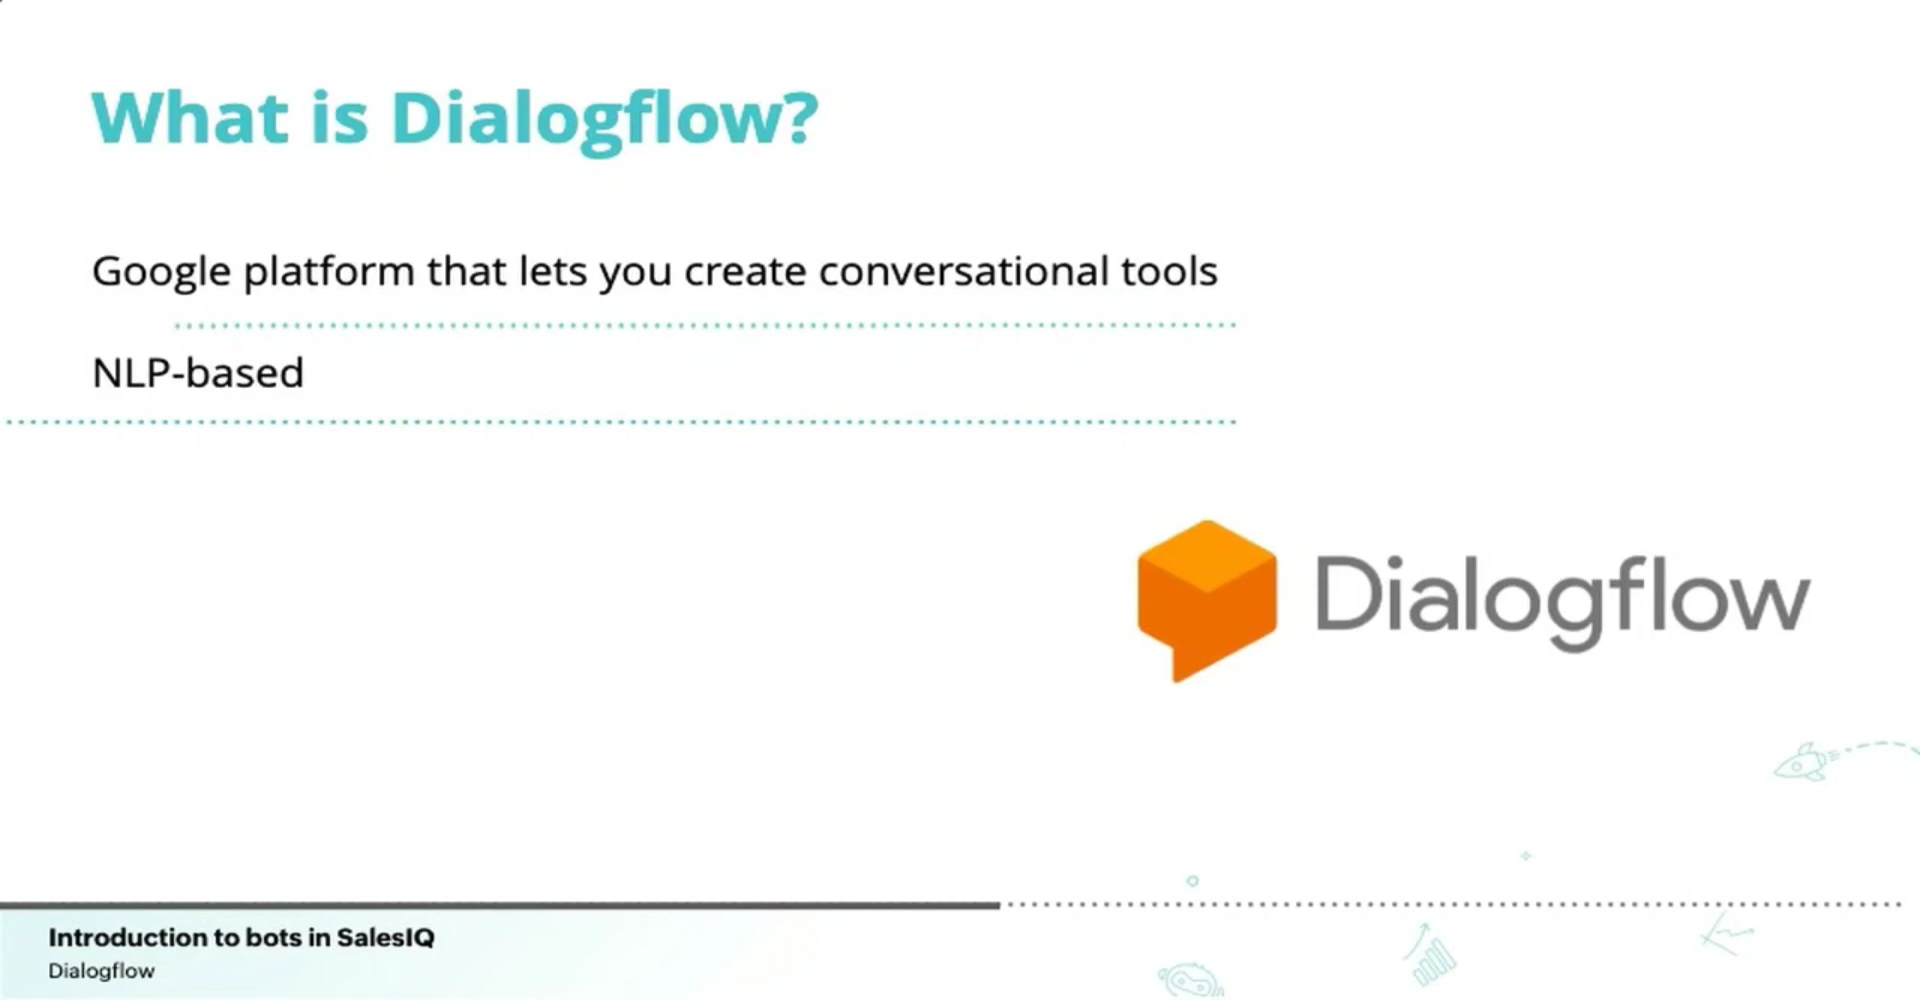 What is Dialogflow?
Google platform that lets you create conversational tools
NLP-based
Dialogflow
Introduction to bots in SalesIQ
Dialogflow